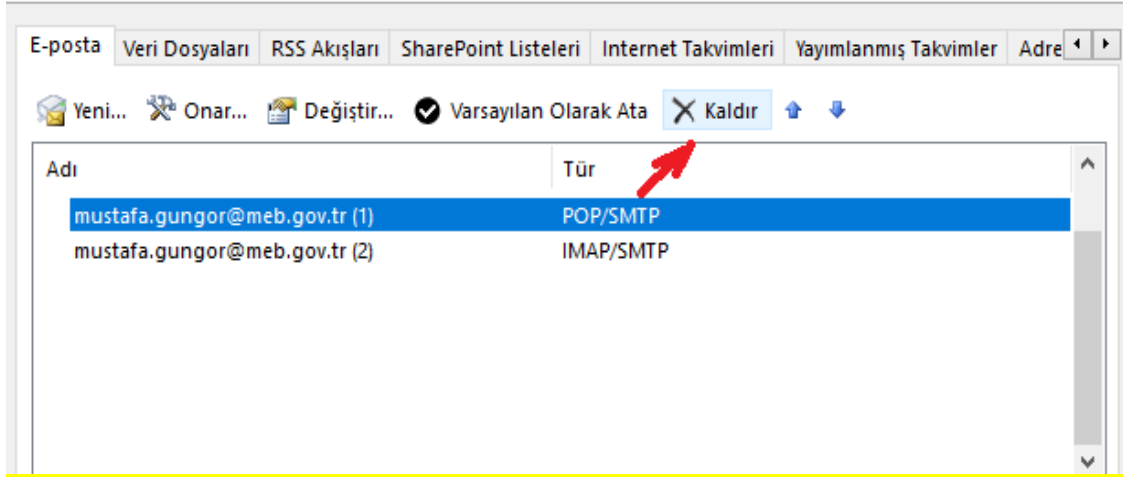 E-posta Veri Dosyaları RSS Akışları SharePoint Listeleri Internet Takvimleri Yayımlanmış Takvimler Adre
Yeni... Onar... Değiştir... Varsayılan Olarak Ata Kaldır
Adı Tür
mustafa.gungor@meb.gov.tr (1) POP/SMTP
mustafa.gungor@meb.gov.tr (2) IMAP/SMTP